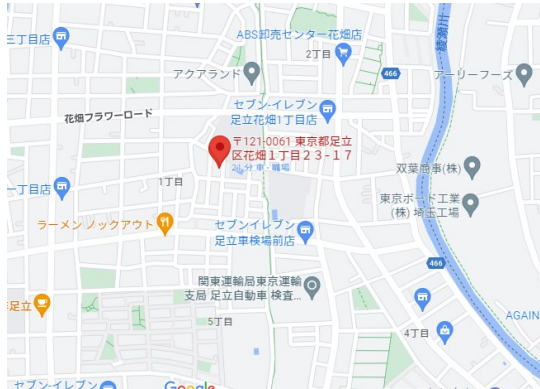 三丁目店
ABS卸売センター花畑店
2丁目
466
アクアランド
アーリーフーズ
綾瀬川
花畑フラワーロード
セブン-イレブン
足立花畑1丁目店
〒121-0061 東京都足立
区花畑1丁目23-17
双葉商事(株)
一丁目店
1丁目
東京ボード工業
(株) 埼玉工場
ラーメン ノックアウト
セブンイレブン
足立車検場前店
466
関東運輸局東京運輸
支局 足立自動車 検査...
足立
5丁目
4丁目
AGAIN
セブン-イレブン
Google